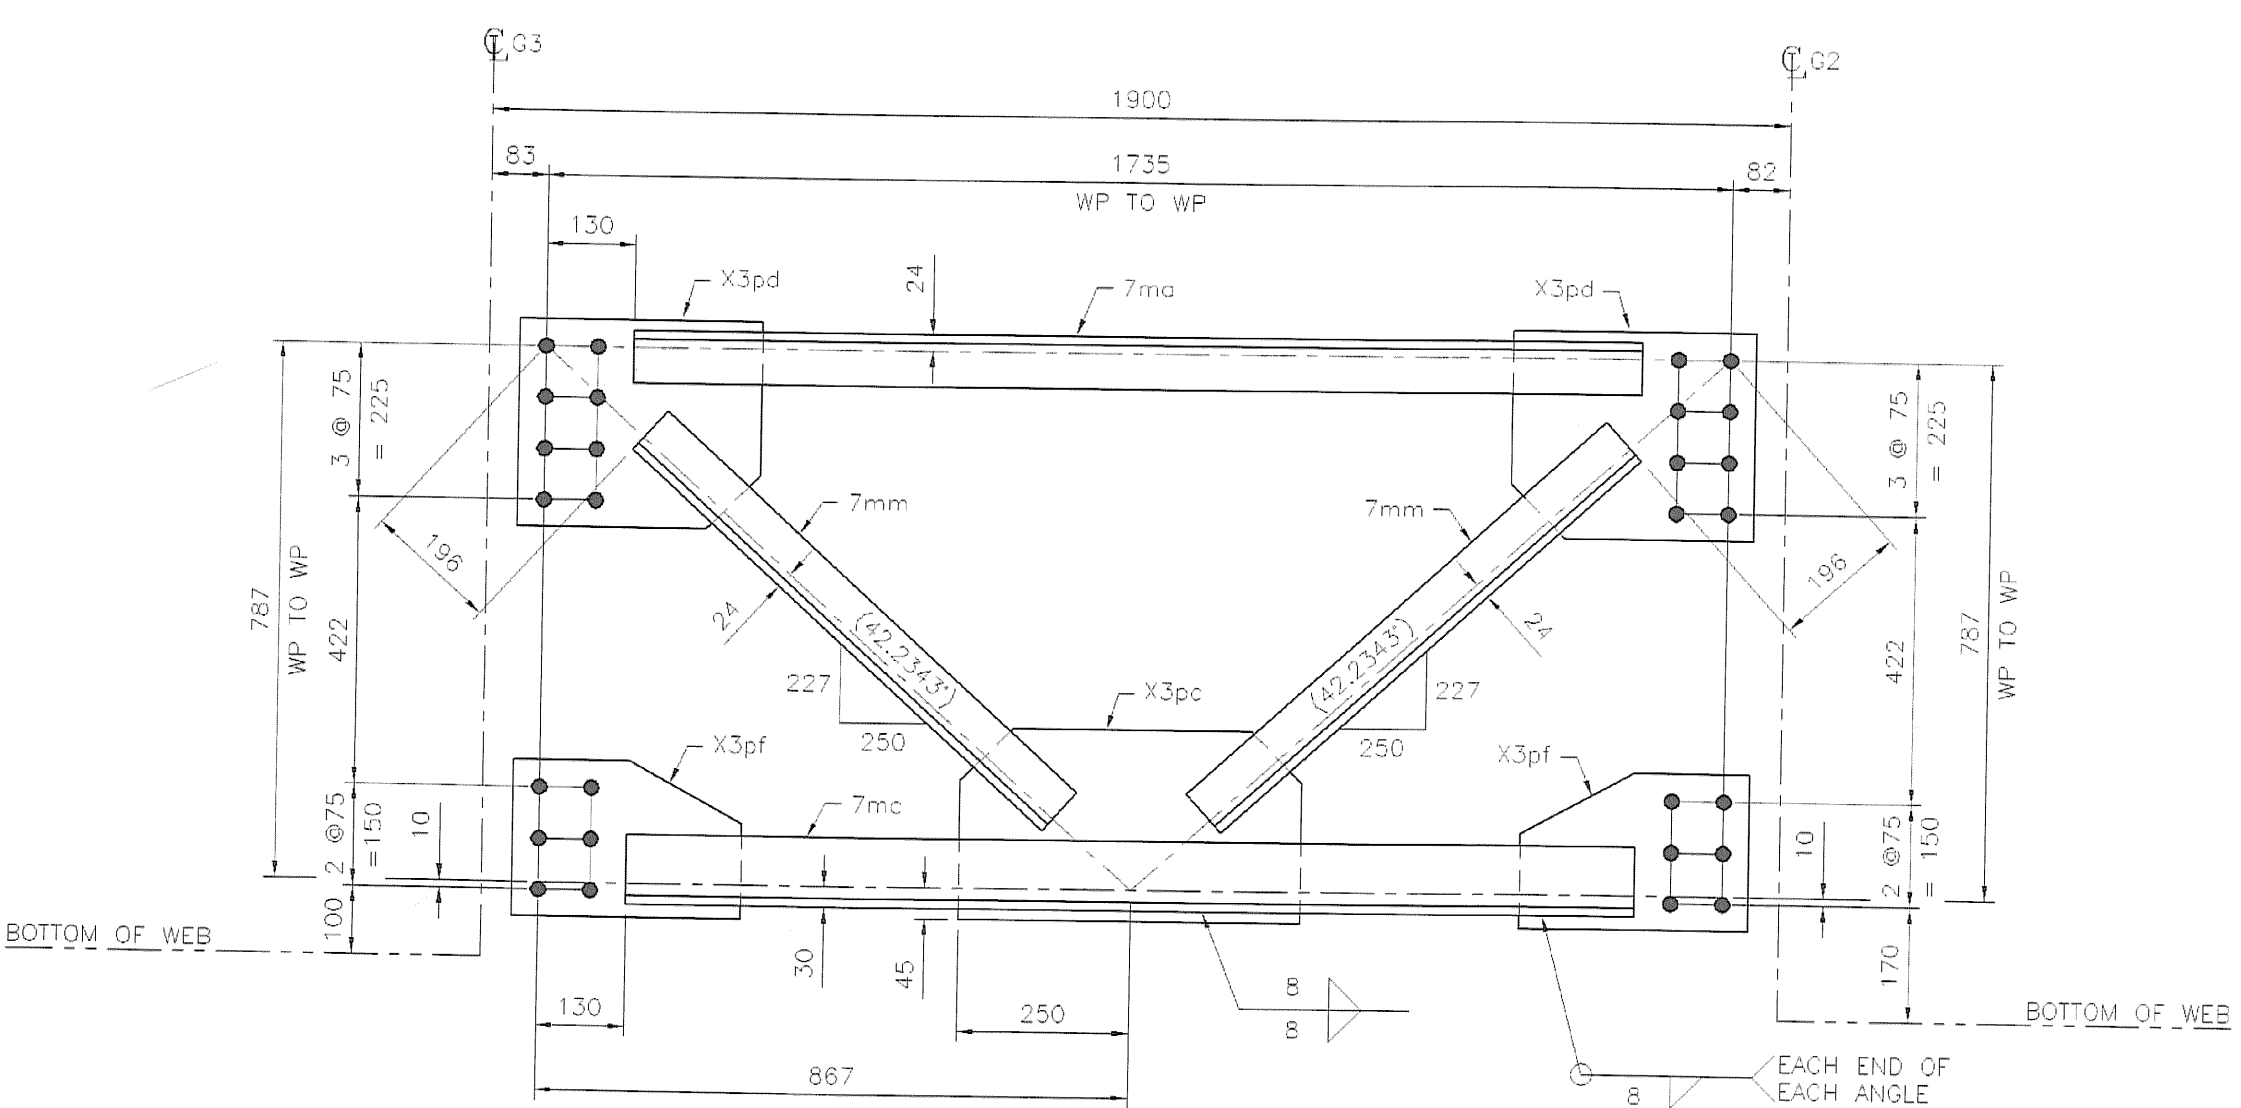 ℄ G3
℄ G2
1900
83
1735
82
WP TO WP
130
X3pd
24
7ma
X3pd
3 @ 75
= 225
3 @ 75
= 225
7mm
7mm
196
196
787
WP TO WP
422
24
(42.2343°)
(42.2343°)
24
422
787
WP TO WP
227
250
X3pc
227
250
X3pf
X3pf
7mc
2 @75
=150
10
10
2 @75
= 150
100
BOTTOM OF WEB
30
45
170
130
250
8
8
BOTTOM OF WEB
867
8
EACH END OF
EACH ANGLE